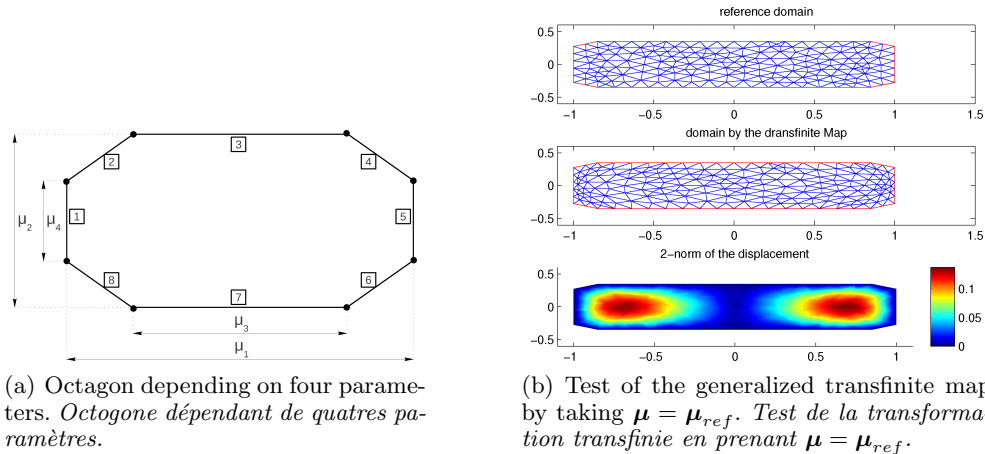 2
3
4
1
5
8
7
6
μ2
μ4
μ3
μ1
(a) Octagon depending on four parame-
ters. Octogone dépendant de quatres pa-
ramètres.
reference domain
0.5
0
−0.5
−1
−0.5
0
0.5
1
1.5
domain by the dransfinite Map
0.5
0
−0.5
−1
−0.5
0
0.5
1
1.5
2−norm of the displacement
0.5
0
−0.5
−1
−0.5
0
0.5
1
0.1
0.05
0
(b) Test of the generalized transfinite map
by taking μ = μref. Test de la transforma
tion transfinie en prenant μ = μref.